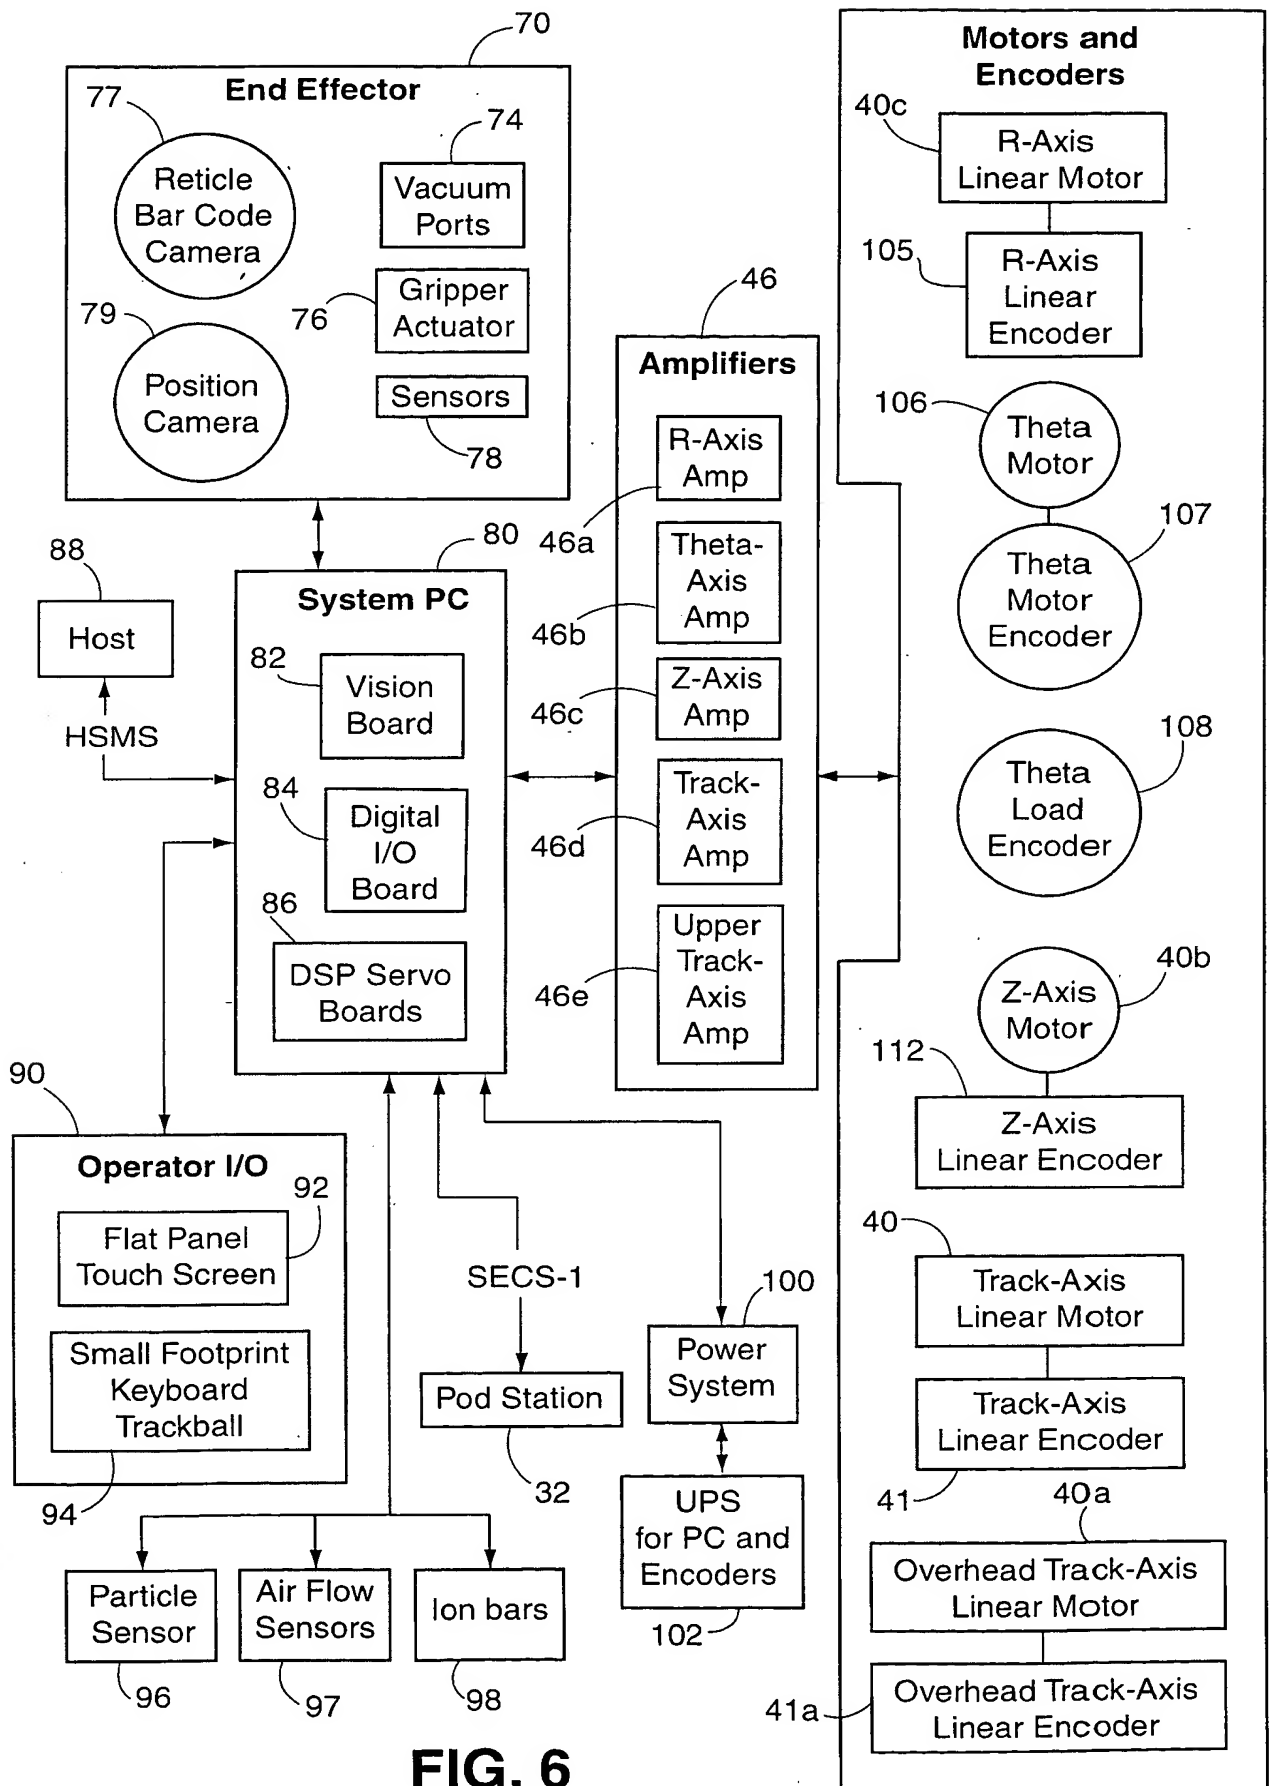 70
End Effector
77
Reticle
Bar Code
Camera
74
Vacuum
Ports
76
Gripper
Actuator
79
Position
Camera
Sensors
78
88
Host
HSMS
80
System PC
82
Vision
Board
84
Digital
I/O
Board
86
DSP Servo
Boards
46
Amplifiers
R-Axis
Amp
46a
Theta-
Axis
Amp
46b
Z-Axis
Amp
46c
Track-
Axis
Amp
46d
Upper
Track-
Axis
Amp
46e
Motors and
Encoders
40c
R-Axis
Linear Motor
105
R-Axis
Linear
Encoder
106
Theta
Motor
107
Theta
Motor
Encoder
108
Theta
Load
Encoder
40b
Z-Axis
Motor
112
Z-Axis
Linear Encoder
40
Track-Axis
Linear Motor
Track-Axis
Linear Encoder
41
40a
Overhead Track-Axis
Linear Motor
41a
Overhead Track-Axis
Linear Encoder
90
Operator I/O
92
Flat Panel
Touch Screen
Small Footprint
Keyboard
Trackball
94
SECS-1
Pod Station
32
100
Power
System
UPS
for PC and
Encoders
102
Particle
Sensor
96
Air Flow
Sensors
97
Ion bars
98
FIG. 6